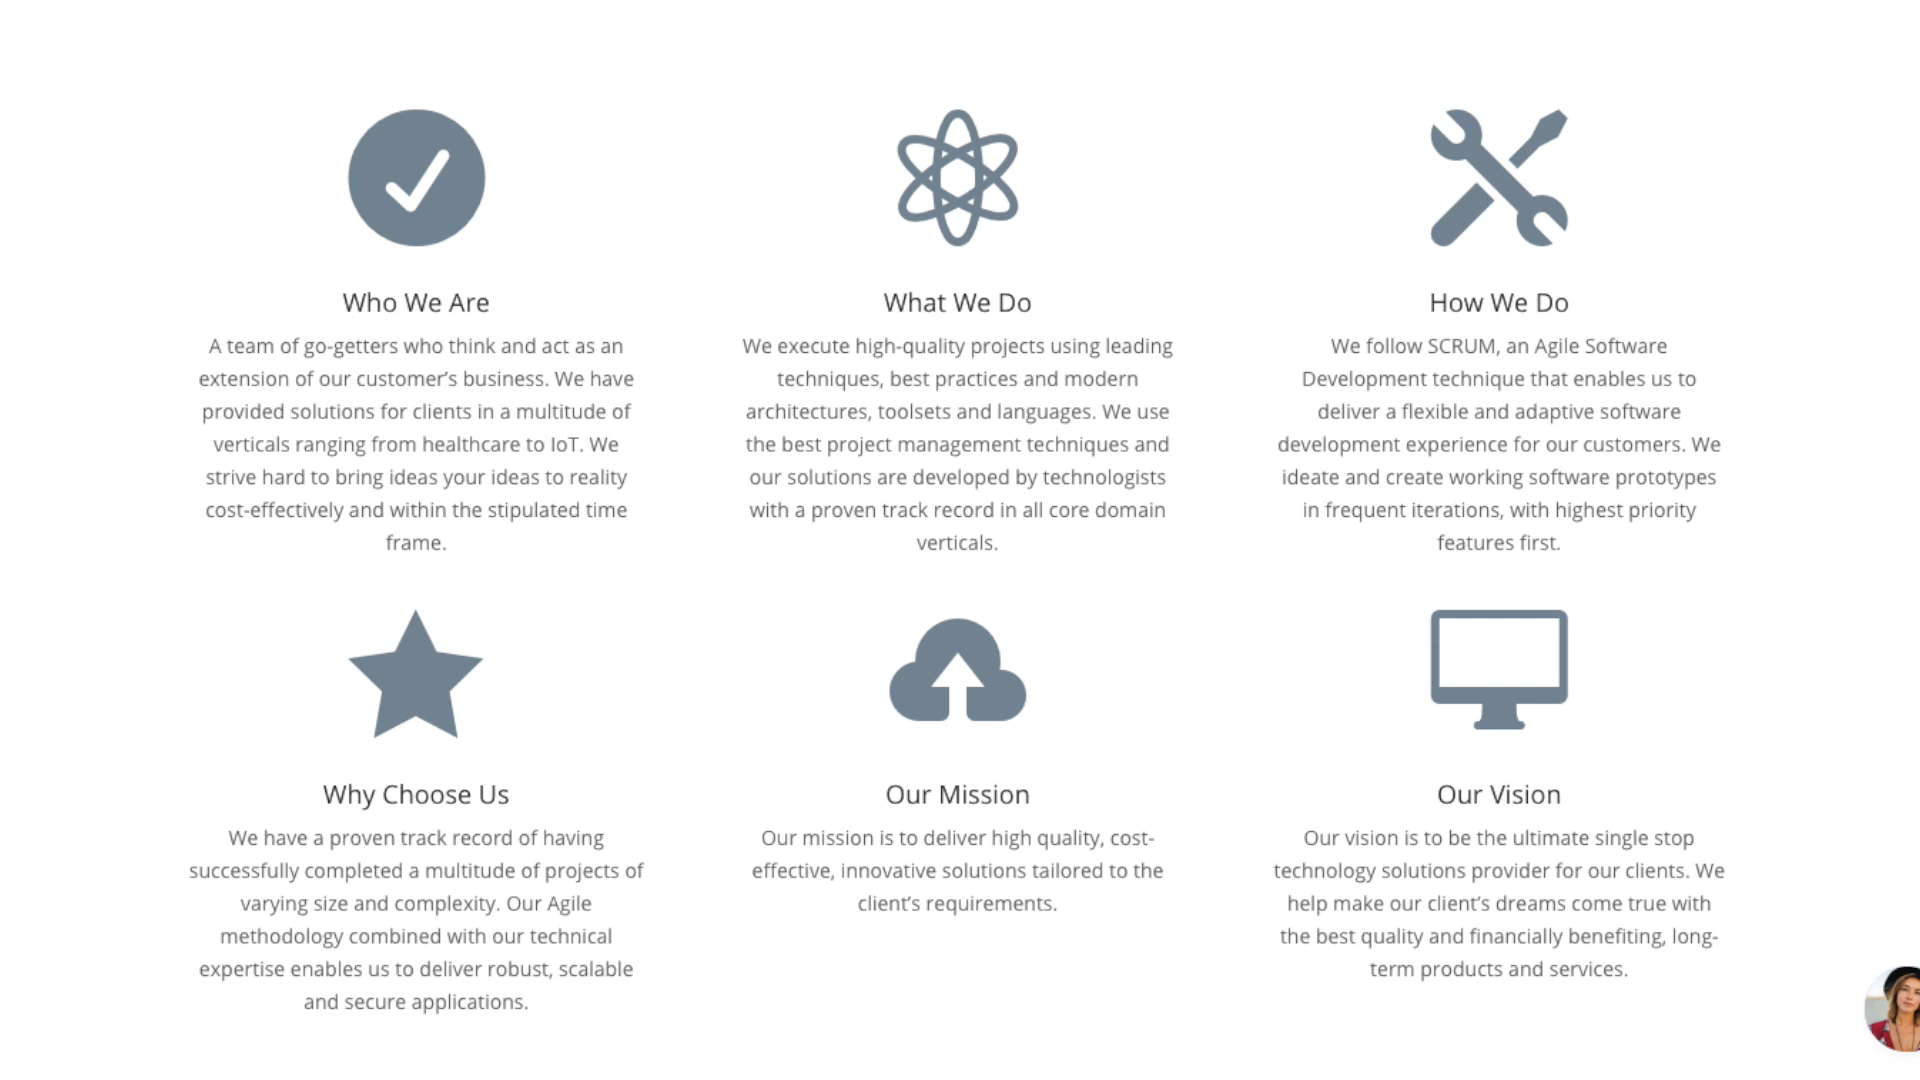 Who We Are
A team of go-getters who think and act as an
extension of our customer’s business. We have
provided solutions for clients in a multitude of
verticals ranging from healthcare to IoT. We
strive hard to bring ideas your ideas to reality
cost-effectively and within the stipulated time
frame.
What We Do
We execute high-quality projects using leading
techniques, best practices and modern
architectures, toolsets and languages. We use
the best project management techniques and
our solutions are developed by technologists
with a proven track record in all core domain
verticals.
How We Do
We follow SCRUM, an Agile Software
Development technique that enables us to
deliver a flexible and adaptive software
development experience for our customers. We
ideate and create working software prototypes
in frequent iterations, with highest priority
features first.
Why Choose Us
We have a proven track record of having
successfully completed a multitude of projects of
varying size and complexity. Our Agile
methodology combined with our technical
expertise enables us to deliver robust, scalable
and secure applications.
Our Mission
Our mission is to deliver high quality, cost-
effective, innovative solutions tailored to the
client’s requirements.
Our Vision
Our vision is to be the ultimate single stop
technology solutions provider for our clients. We
help make our client’s dreams come true with
the best quality and financially benefiting, long-
term products and services.